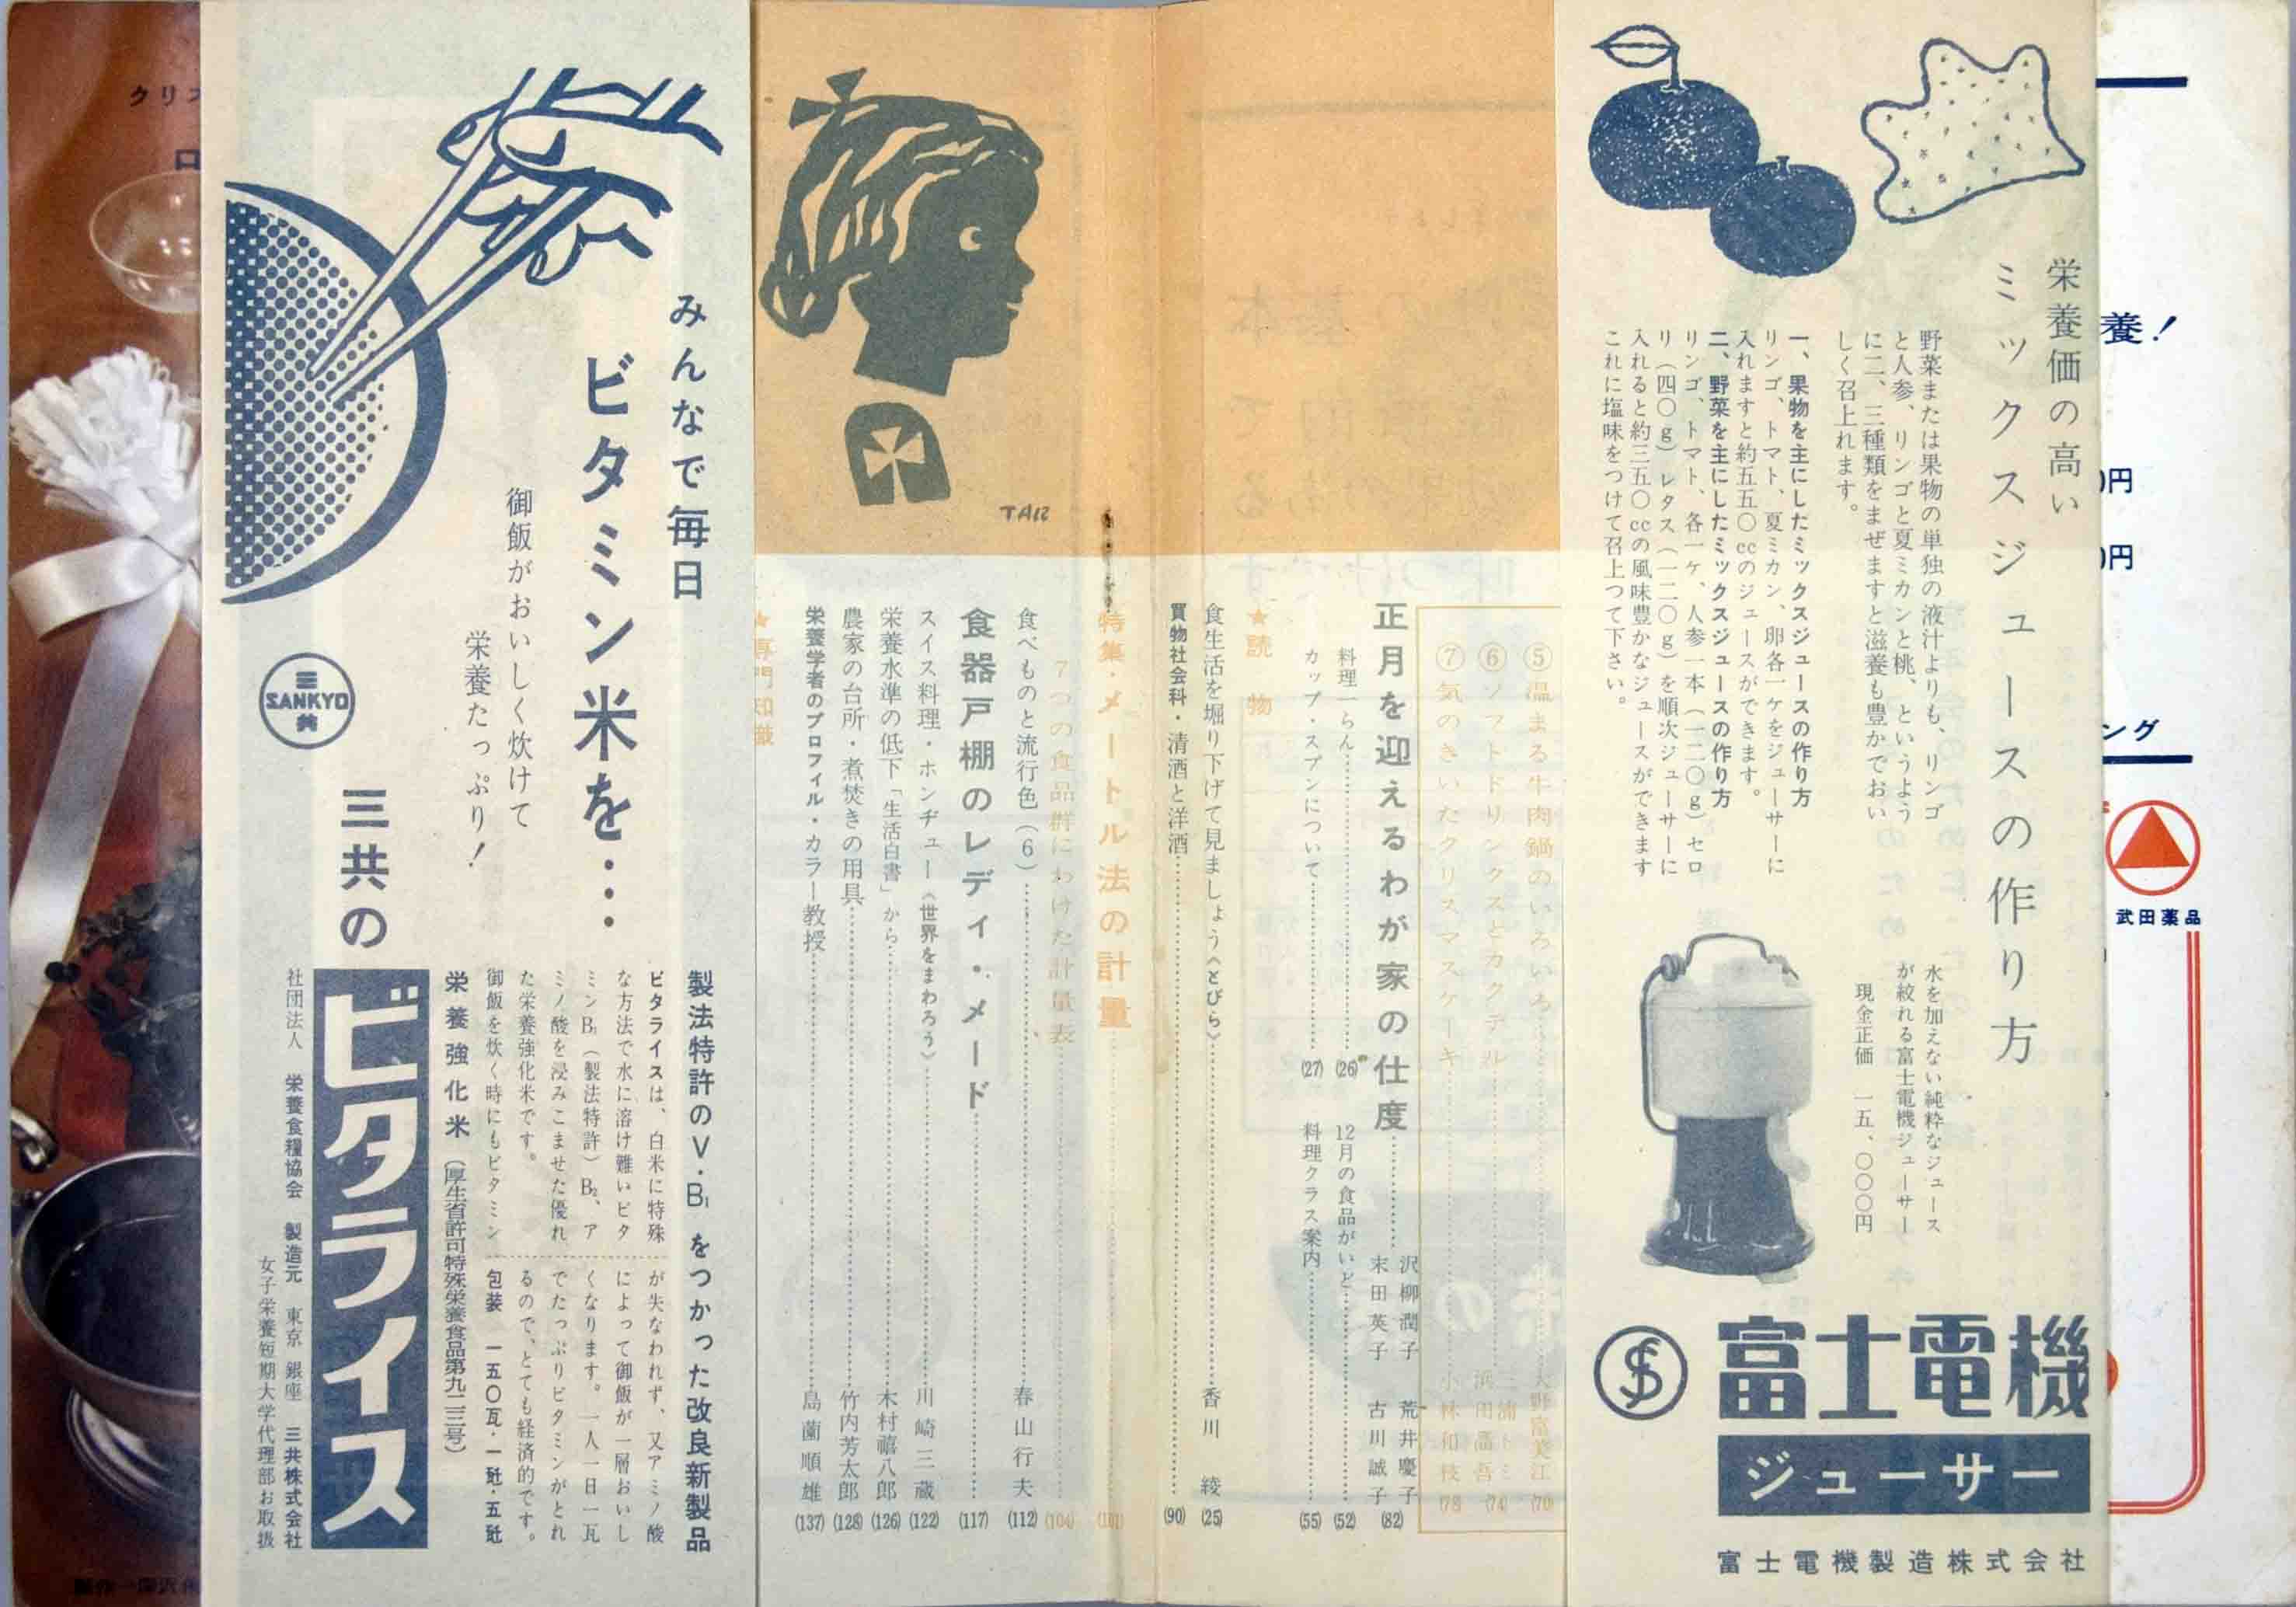 養!
円
円
ング
武田薬品
栄養価の高い
ミックスジュースの作り方
野菜または果物の単独の液汁よりも、リンゴ
と人参、リンゴと夏ミカンと桃、というよう
に二、三種類をまぜますと滋養も豊かでおい
しく召上れます。
一、果物を主にしたミックスジュースの作り方
リンゴ、トマト、夏ミカン、卵各一ケをジューサーに
入れますと約五五〇ccのジュースができます。
二、野菜を主にしたミックスジュースの作り方
リンゴ、トマト、各一ケ、人参一本(一二〇g)セロ
リ(四〇g)レタス(一二〇g)を順次ジューサーに
入れると約三五〇ccの風味豊かなジュースができます
これに塩味をつけて召上つて下さい。
水を加えない純粋なジュース
が絞れる富士電機ジューサー
現金正価 一五、〇〇〇円
富士電機
ジューサー
富士電機製造株式会社
⑤温まる牛肉鍋のいろいろ……大野富美江(70)
⑥ソフトドリンクスとカクテル……三浦トミ 浜田晶吾(74)
⑦気のきいたクリスマスケーキ……小林和枝(78)
正月を迎えるわが家の仕度……沢柳潤子 荒井慶子 末田英子 古川誠子(82)
料理一らん……(26)
12月の食品がいど……(52)
カップ・スプンについて……(27)
料理クラス案内……(55)
★読物
食生活を堀り下げて見ましょう《とびら》……香川 綾(25)
買物社会科・清酒と洋酒……(90)
特集・メートル法の計量……(101)
7つの食品群にわけた計量表……(104)
食べものと流行色(6)……春山行夫(112)
食器戸棚のレディ・メード……(117)
スイス料理・ホンヂュー《世界をまわろう》……川崎三蔵(122)
栄養水準の低下「生活白書」から……木村禧八郎(126)
農家の台所・煮焚きの用具……竹内芳太郎(128)
栄養学者のプロフィル・カラー教授……島薗順雄(137)
★専門知識
TAR
みんなで毎日
ビタミン米を…
御飯がおいしく炊けて
栄養たっぷり!
三
SANKYO
共
三共の
ビタライス
製法特許のV・B₁をつかった改良新製品
ビタライスは、白米に特殊
な方法で水に溶け難いビタ
ミンB₁(製法特許)B₂、ア
ミノ酸を浸みこませた優れ
た栄養強化米です。
御飯を炊く時にもビタミン
が失なわれず、又アミノ酸
によって御飯が一層おいし
くなります。一人一日一瓦
でたっぷりビタミンがとれ
るので、とても経済的です。
包装 一五〇瓦・一瓩・五瓩
栄養強化米(厚生省許可特殊栄養食品第九二三号)
社団法人 栄養食糧協会 製造元 東京 銀座 三共株式会社
女子栄養短期大学代理部お取扱
クリス
ロ